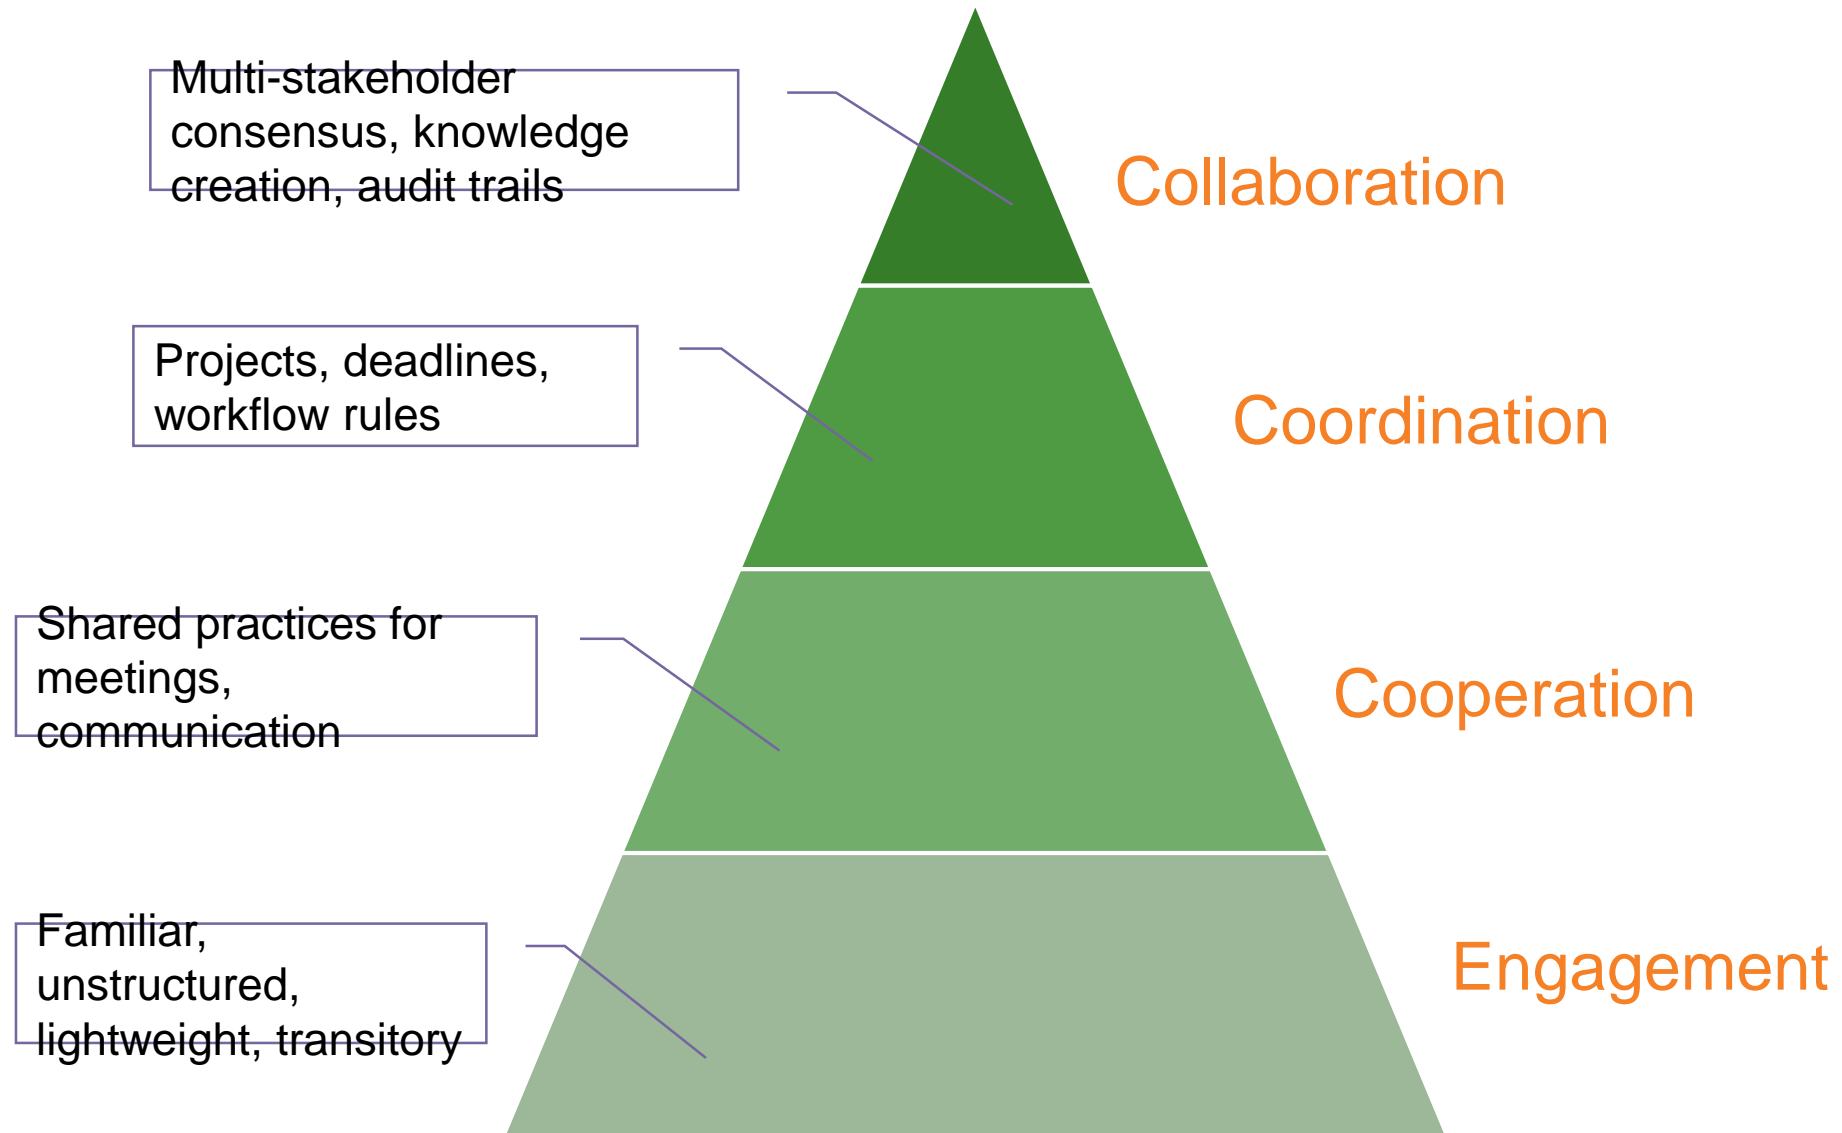 Multi-stakeholder
consensus, knowledge
creation, audit trails
Collaboration
Projects, deadlines,
workflow rules
Coordination
Shared practices for
meetings,
communication
Cooperation
Familiar,
unstructured,
lightweight, transitory
Engagement